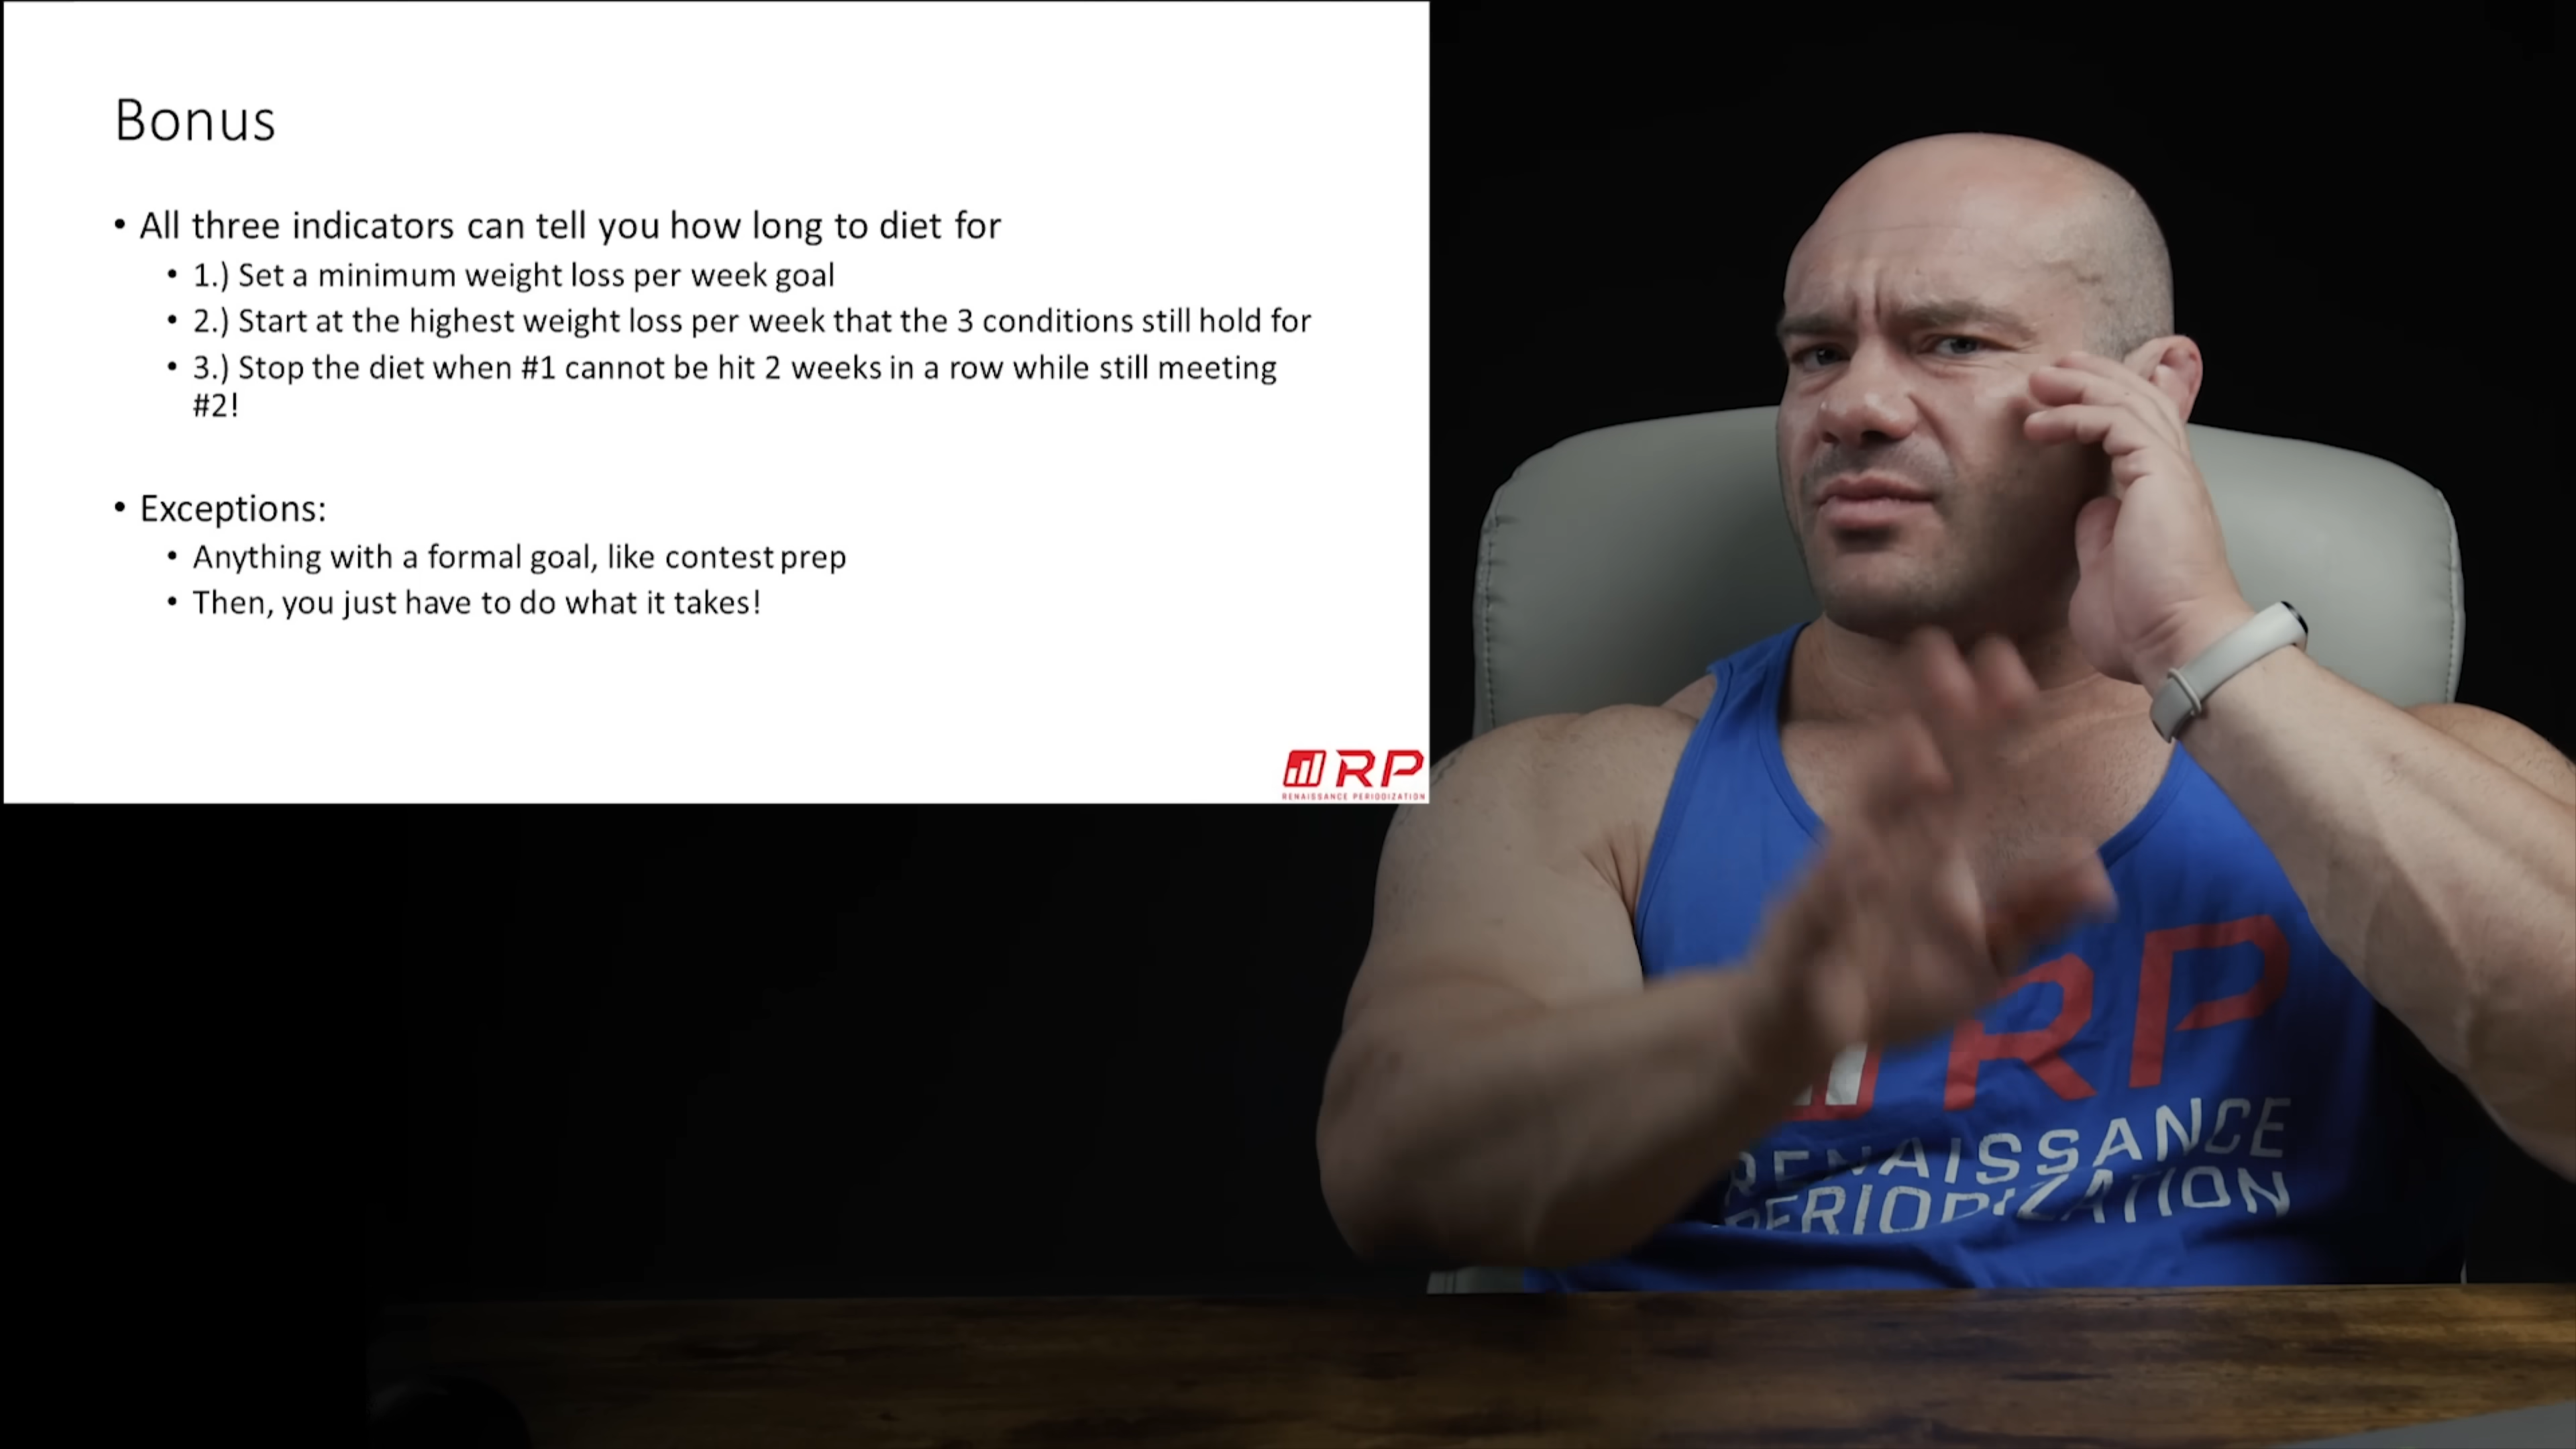 Bonus
• All three indicators can tell you how long to diet for
• 1.) Set a minimum weight loss per week goal
• 2.) Start at the highest weight loss per week that the 3 conditions still hold for
• 3.) Stop the diet when #1 cannot be hit 2 weeks in a row while still meeting
#2!
• Exceptions:
• Anything with a formal goal, like contest prep
• Then, you just have to do what it takes!
RP
RENAISSANCE PERIODIZATION
RP
RENAISSANCE
PERIODIZATION